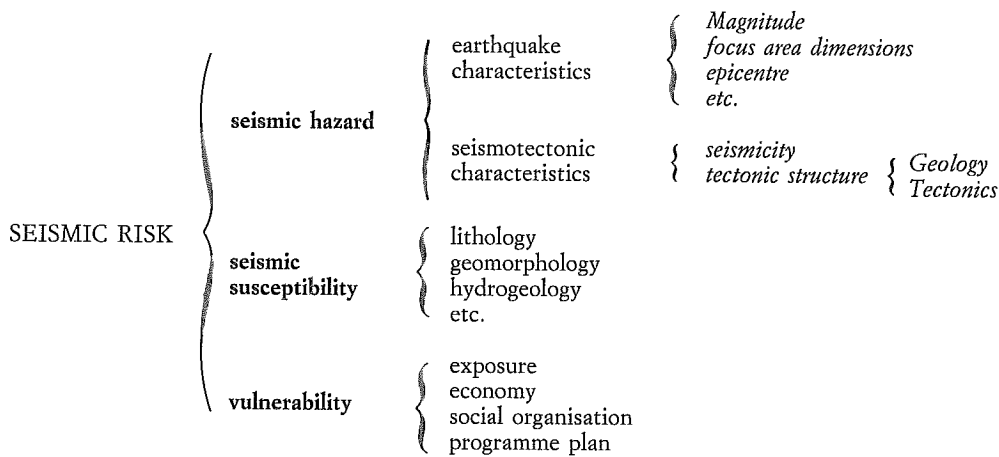 SEISMIC RISK
seismic hazard
earthquake
characteristics
Magnitude
focus area dimensions
epicentre
etc.
seismotectonic
characteristics
seismicity
tectonic structure
Geology
Tectonics
seismic
susceptibility
lithology
geomorphology
hydrogeology
etc.
vulnerability
exposure
economy
social organisation
programme plan